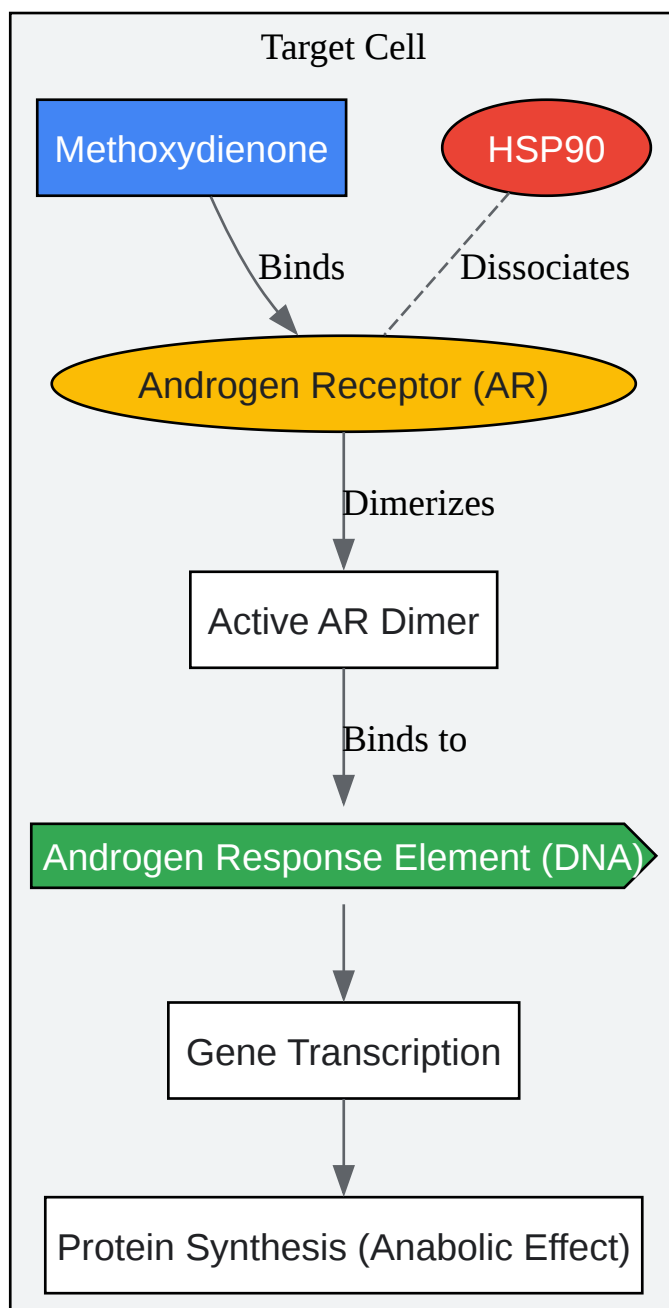 Target Cell
Methoxydienone
HSP90
Binds
Dissociates
Androgen Receptor (AR)
Dimerizes
Active AR Dimer
Binds to
Androgen Response Element (DNA)
Gene Transcription
Protein Synthesis (Anabolic Effect)